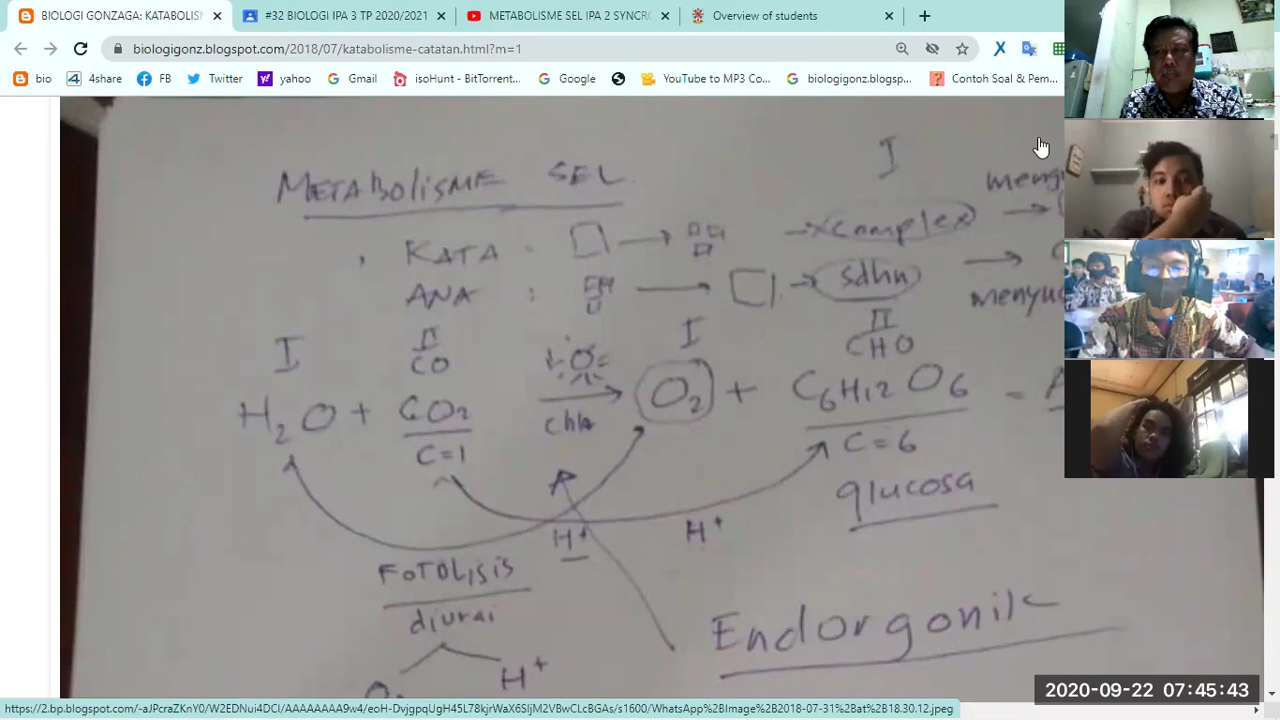 BIOLOGI GONZAGA: KATABOLIS
#32 BIOLOGI IPA 3 TP 2020/2021
METABOLISME SEL IPA 2 SYNCRO
Overview of students
biologigonz.blogspot.com/2018/07/katabolisme-catatan.html?m=1
bio
4share
FB
Twitter
yahoo
Gmail
isoHunt - BitTorrent...
Google
YouTube to MP3 Co...
biologigonz.blogsp...
Contoh Soal & Pem...
METABOLISME SEL
I
KATA : → → complex → meng
ANA : → → sdhn → menyu
I II I II
CO CHO
H2O + CO2 → O2 + C6H12O6 - A
C=1 C=6
glucosa
H+ H+
FOTOLISIS
diurai
Endorgonik
O2 H+
2020-09-22 07:45:43
https://2.bp.blogspot.com/-aJPcraZKnY0/W2EDNui4DCI/AAAAAAAA9w4/eoH-DvjgpqUgH45L78kjrWaX6SIjM2VBwCLcBGAs/s1600/WhatsApp%2BImage%2B2018-07-31%2Bat%2B18.30.12.jpeg